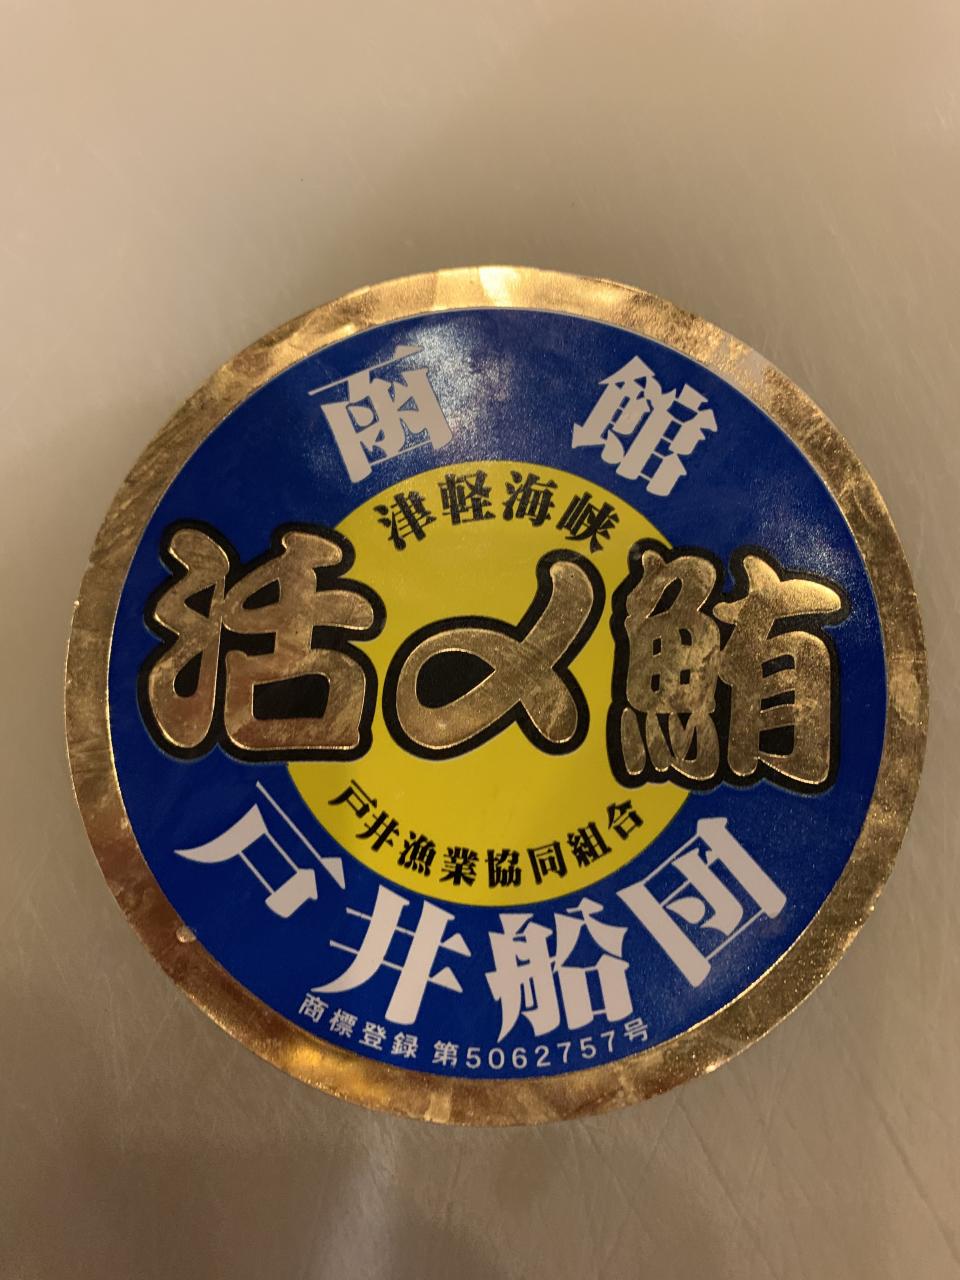 函館
津軽海峡
活〆鮪
戸井漁業協同組合
戸井船団
商標登録 第5062757号